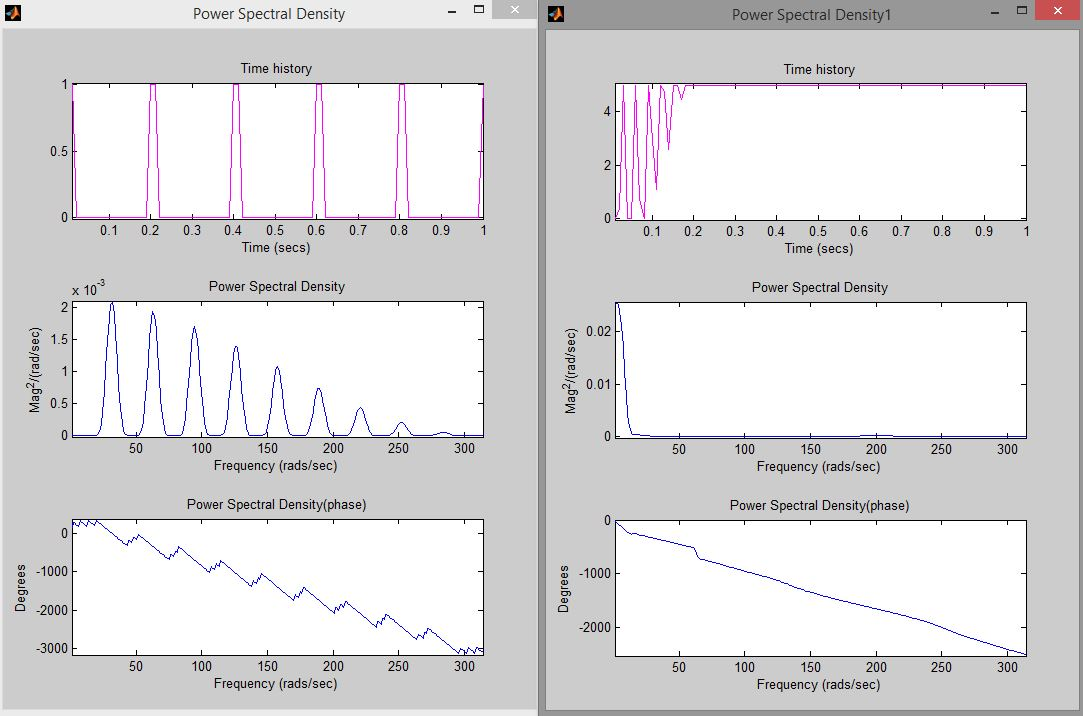 Power Spectral Density
Time history
1
0.5
0
0.1 0.2 0.3 0.4 0.5 0.6 0.7 0.8 0.9 1
Time (secs)
x 10^-3
Power Spectral Density
2
1.5
1
0.5
0
Mag²/(rad/sec)
50 100 150 200 250 300
Frequency (rads/sec)
Power Spectral Density(phase)
0
-1000
-2000
-3000
Degrees
50 100 150 200 250 300
Frequency (rads/sec)
Power Spectral Density1
Time history
4
2
0
0.1 0.2 0.3 0.4 0.5 0.6 0.7 0.8 0.9 1
Time (secs)
Power Spectral Density
0.02
0.01
0
Mag²/(rad/sec)
50 100 150 200 250 300
Frequency (rads/sec)
Power Spectral Density(phase)
0
-1000
-2000
Degrees
50 100 150 200 250 300
Frequency (rads/sec)